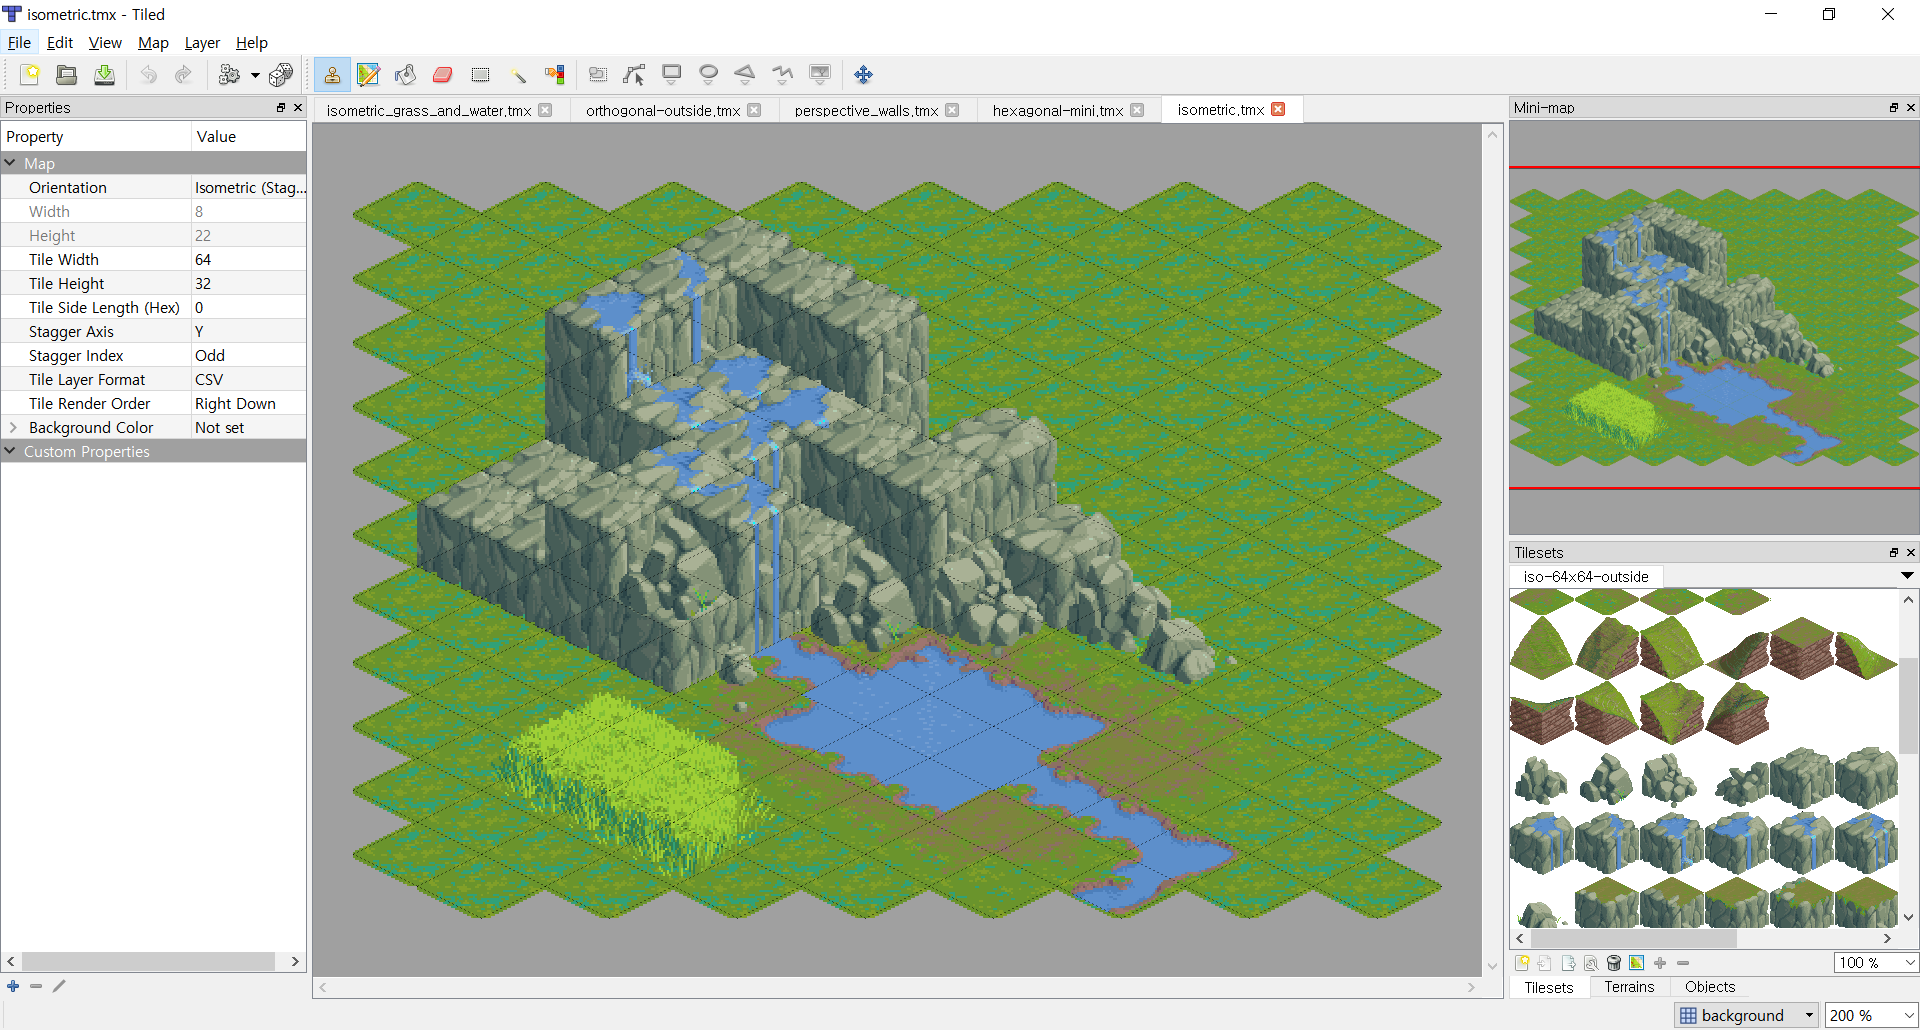 isometric.tmx - Tiled
File Edit View Map Layer Help
Properties
isometric_grass_and_water.tmx orthogonal-outside.tmx perspective_walls.tmx hexagonal-mini.tmx isometric.tmx
Mini-map
Property Value
Map
Orientation Isometric (Stag...
Width 8
Height 22
Tile Width 64
Tile Height 32
Tile Side Length (Hex) 0
Stagger Axis Y
Stagger Index Odd
Tile Layer Format CSV
Tile Render Order Right Down
Background Color Not set
Custom Properties
Tilesets
iso-64x64-outside
100 %
Tilesets Terrains Objects
background 200 %